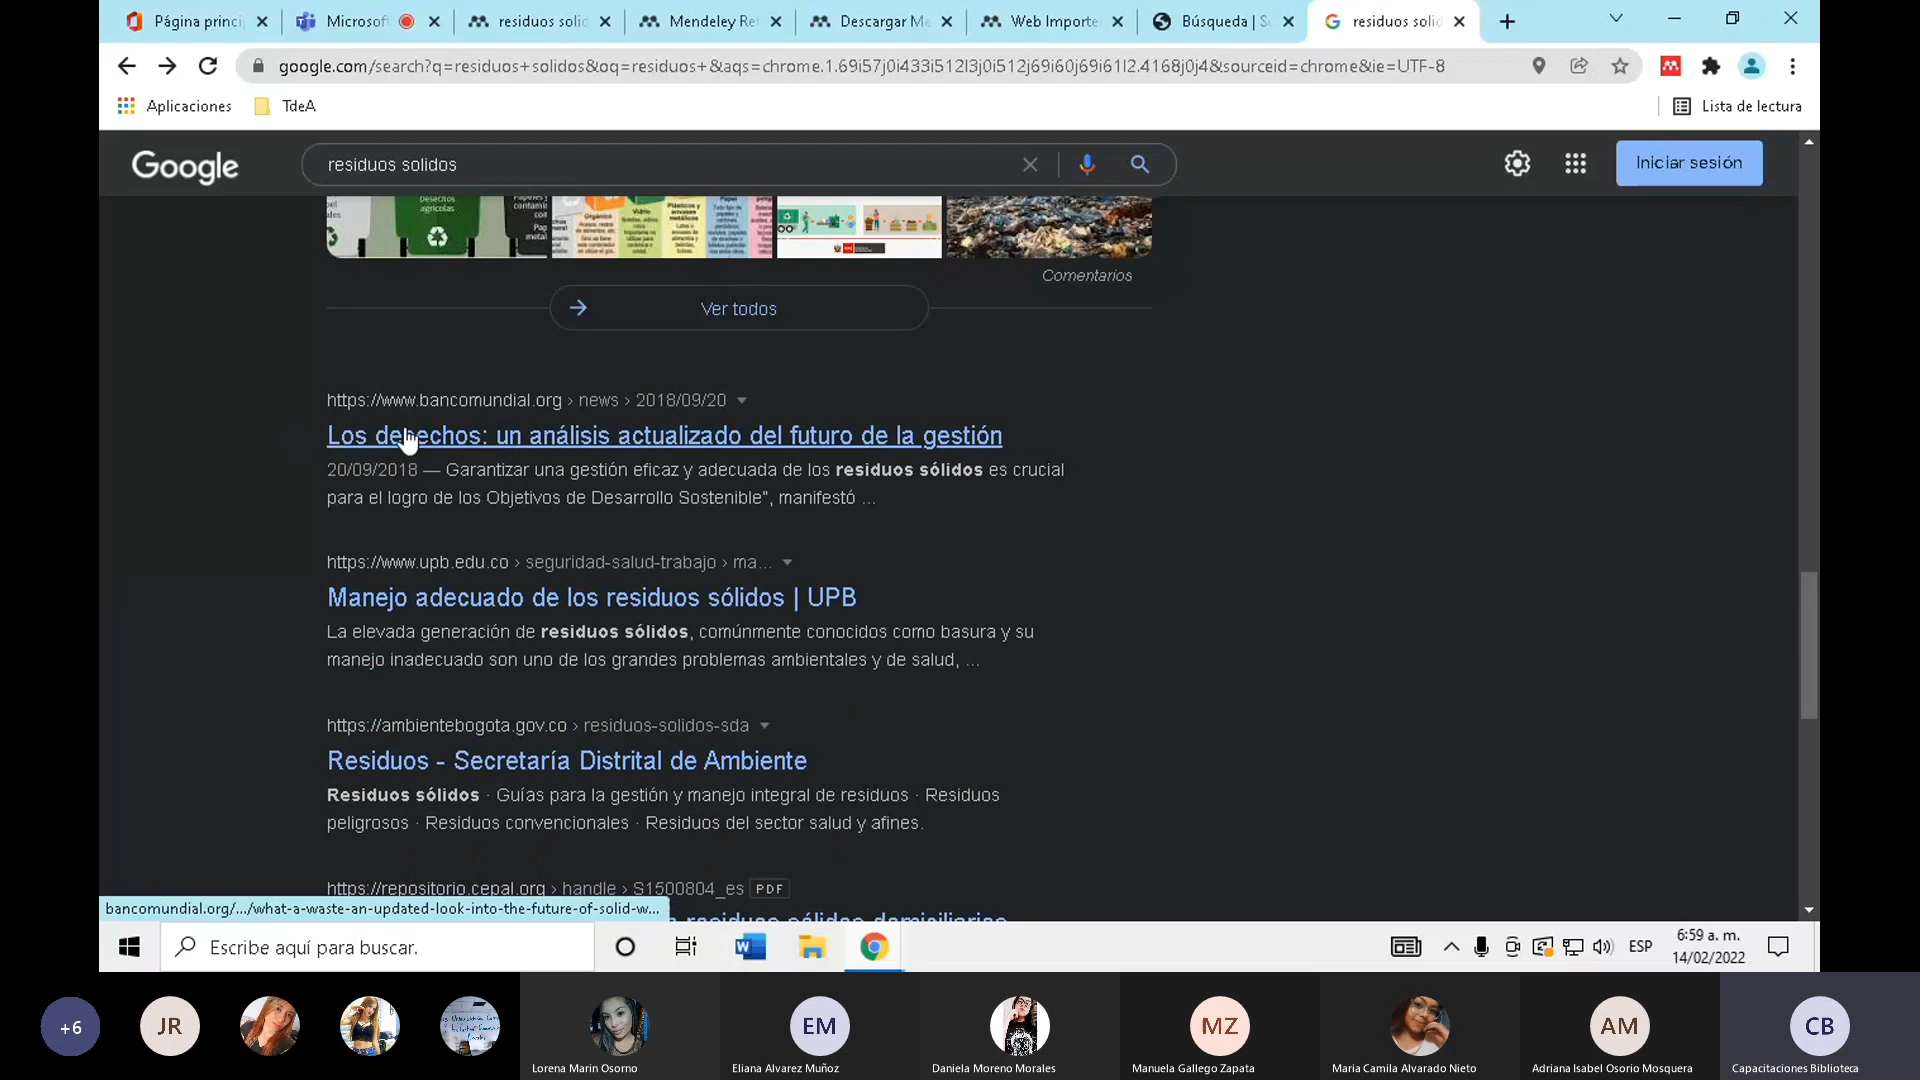 Página princi
Microsof
residuos solid
Mendeley Re
Descargar Me
Web Importe
Búsqueda | S
residuos solid
google.com/search?q=residuos+solidos&oq=residuos+&aqs=chrome.1.69i57j0i433i512l3j0i512j69i60j69i61l2.4168j0j4&sourceid=chrome&ie=UTF-8
Aplicaciones
TdeA
Lista de lectura
Google
residuos solidos
Iniciar sesión
Desechos
agrícolas
Orgánico
Vidrio
Comentarios
Ver todos
https://www.bancomundial.org › news › 2018/09/20
Los desechos: un análisis actualizado del futuro de la gestión
20/09/2018 — Garantizar una gestión eficaz y adecuada de los residuos sólidos es crucial
para el logro de los Objetivos de Desarrollo Sostenible", manifestó ...
https://www.upb.edu.co › seguridad-salud-trabajo › ma...
Manejo adecuado de los residuos sólidos | UPB
La elevada generación de residuos sólidos, comúnmente conocidos como basura y su
manejo inadecuado son uno de los grandes problemas ambientales y de salud, ...
https://ambientebogota.gov.co › residuos-solidos-sda
Residuos - Secretaría Distrital de Ambiente
Residuos sólidos · Guías para la gestión y manejo integral de residuos · Residuos
peligrosos · Residuos convencionales · Residuos del sector salud y afines.
https://repositorio.cepal.org › handle › S1500804_es PDF
residuos sólidos domiciliarios
bancomundial.org/.../what-a-waste-an-updated-look-into-the-future-of-solid-w...
Escribe aquí para buscar.
ESP
6:59 a. m.
14/02/2022
+6
JR
EM
MZ
AM
CB
Lorena Marin Osorno
Eliana Alvarez Muñoz
Daniela Moreno Morales
Manuela Gallego Zapata
Maria Camila Alvarado Nieto
Adriana Isabel Osorio Mosquera
Capacitaciones Biblioteca